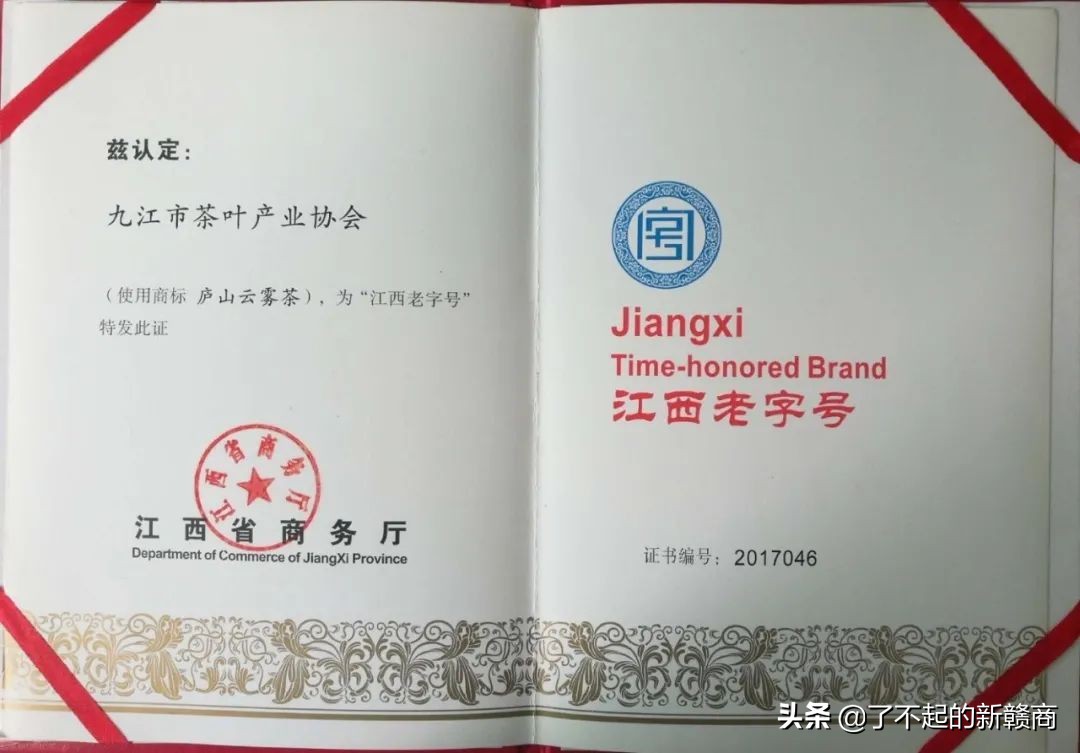 兹认定：
九江市茶叶产业协会
（使用商标 庐山云雾茶），为“江西老字号”
特发此证
江西省商务厅
江西省商务厅
Department of Commerce of JiangXi Province
字号
Jiangxi
Time-honored Brand
江西老字号
证书编号：2017046
头条 @了不起的新赣商